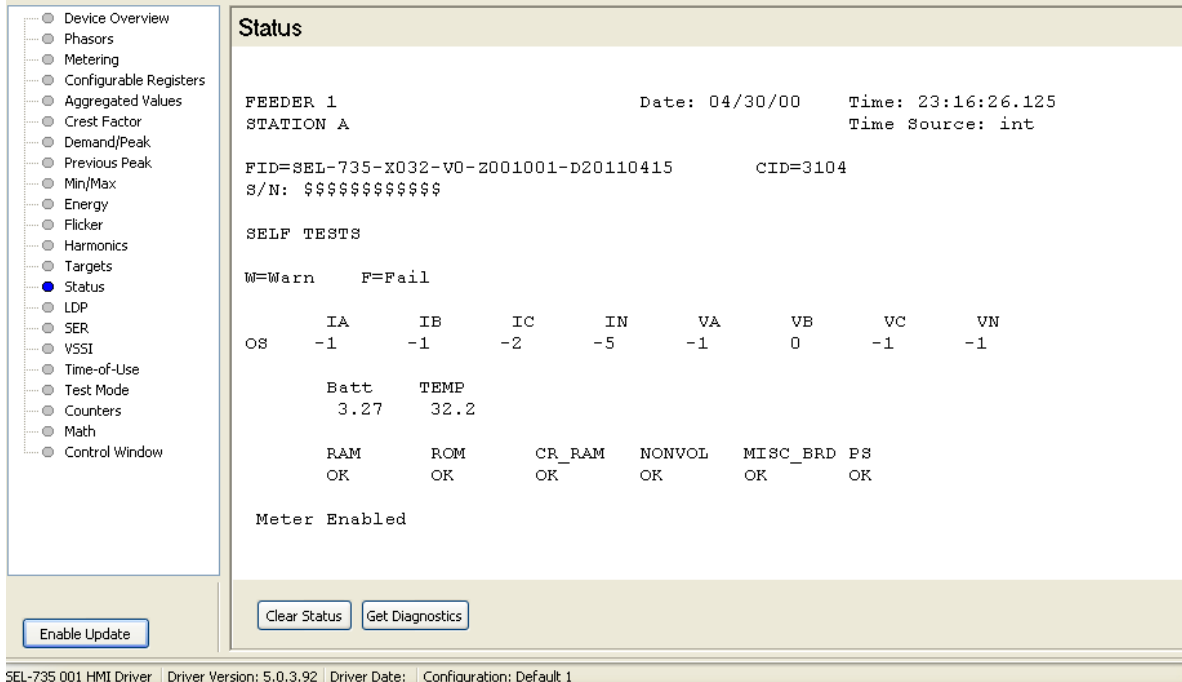 Device Overview
Phasors
Metering
Configurable Registers
Aggregated Values
Crest Factor
Demand/Peak
Previous Peak
Min/Max
Energy
Flicker
Harmonics
Targets
Status
LDP
SER
VSSI
Time-of-Use
Test Mode
Counters
Math
Control Window
Enable Update
Status
FEEDER 1 Date: 04/30/00 Time: 23:16:26.125
STATION A Time Source: int
FID=SEL-735-X032-V0-Z001001-D20110415 CID=3104
S/N: $$$$$$$$$$$$
SELF TESTS
W=Warn F=Fail
IA IB IC IN VA VB VC VN
OS -1 -1 -2 -5 -1 0 -1 -1
Batt TEMP
3.27 32.2
RAM ROM CR_RAM NONVOL MISC_BRD PS
OK OK OK OK OK OK
Meter Enabled
Clear Status Get Diagnostics
SEL-735 001 HMI Driver Driver Version: 5.0.3.92 Driver Date: Configuration: Default 1